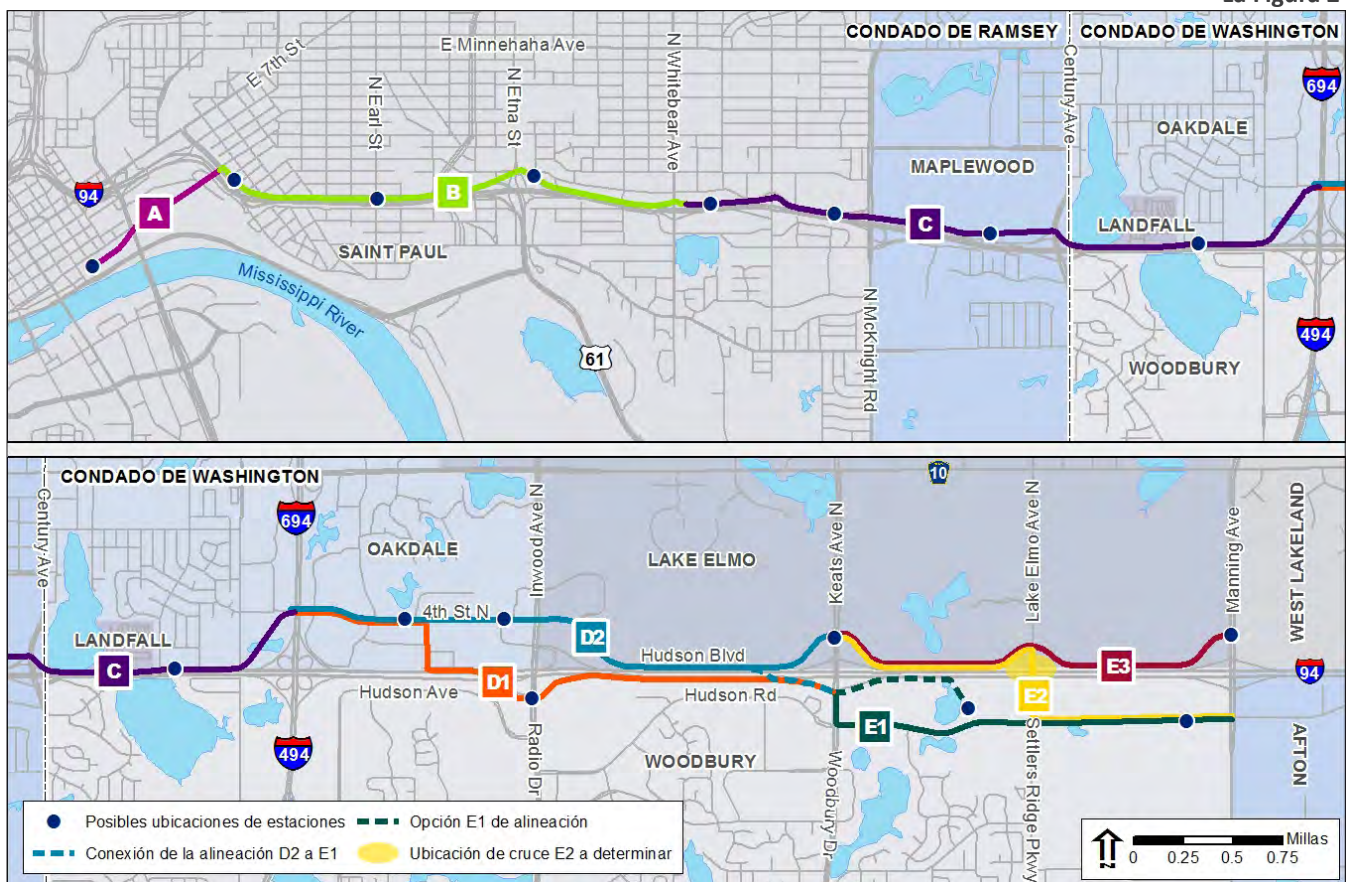 La Figura 2
CONDADO DE RAMSEY
CONDADO DE WASHINGTON
E Minnehaha Ave
E 7th St
N Earl St
N Etna St
N Whitebear Ave
Century Ave
694
OAKDALE
MAPLEWOOD
94
A
B
C
LANDFALL
SAINT PAUL
Mississippi River
N McKnight Rd
61
494
WOODBURY
CONDADO DE WASHINGTON
Century Ave
694
OAKDALE
Inwood Ave N
LAKE ELMO
Keats Ave N
10
Lake Elmo Ave N
Manning Ave
WEST LAKELAND
4th St N
D2
LANDFALL
C
Hudson Blvd
E3
94
Hudson Ave
D1
Hudson Rd
E2
E1
494
Radio Dr
WOODBURY
Woodbury Dr
Settlers Ridge Pkwy
AFTON
Posibles ubicaciones de estaciones
Opción E1 de alineación
Conexión de la alineación D2 a E1
Ubicación de cruce E2 a determinar
N
Millas
0 0.25 0.5 0.75